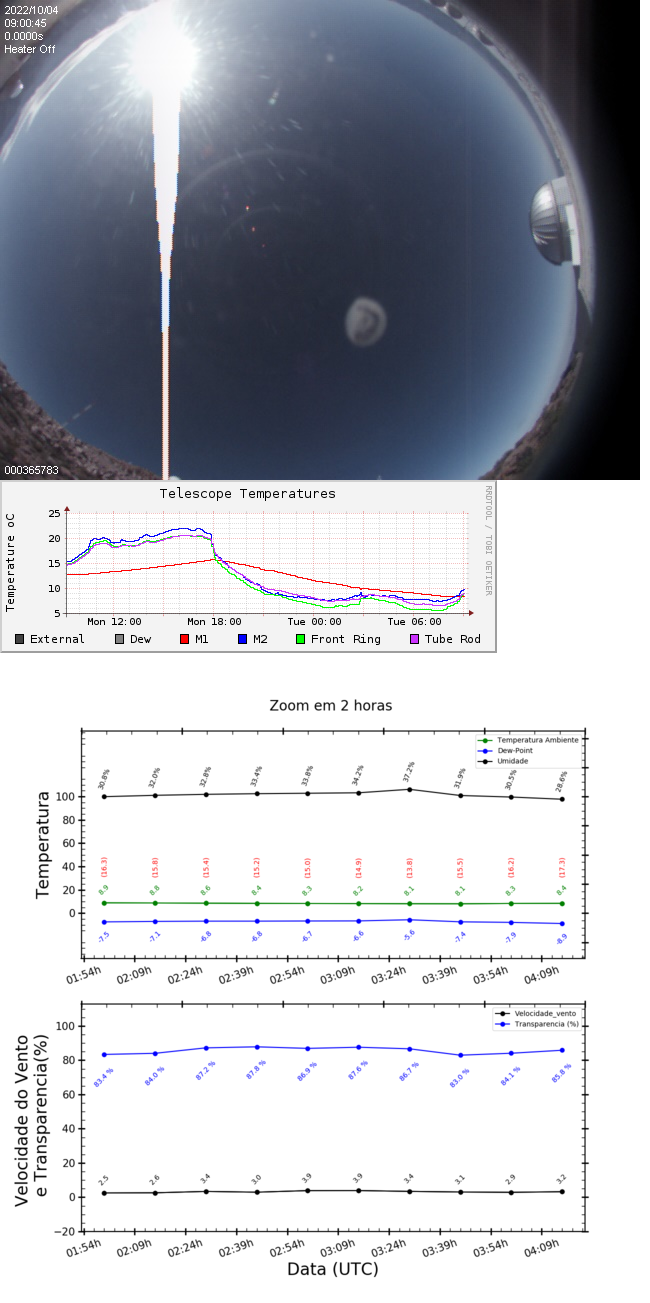 2022/10/04
09:00:45
0.0000s
Heater Off
000365783
Telescope Temperatures
RRDTOOL / TOBI OETIKER
Temperature oC
25
20
15
10
5
Mon 12:00 Mon 18:00 Tue 00:00 Tue 06:00
External Dew M1 M2 Front Ring Tube Rod
Zoom em 2 horas
Temperatura Ambiente
Dew-Point
Umidade
Temperatura
100
80
60
40
20
0
30.8% 32.0% 32.8% 33.4% 33.8% 34.2% 37.2% 31.9% 30.5% 28.6%
(16.3) (15.8) (15.4) (15.2) (15.0) (14.9) (13.8) (15.5) (16.2) (17.3)
8.9 8.8 8.6 8.4 8.3 8.2 8.1 8.1 8.3 8.4
-7.5 -7.1 -6.8 -6.8 -6.7 -6.6 -5.6 -7.4 -7.9 -8.9
01:54h 02:09h 02:24h 02:39h 02:54h 03:09h 03:24h 03:39h 03:54h 04:09h
Velocidade_vento
Transparencia (%)
Velocidade do Vento
e Transparencia(%)
100
80
60
40
20
0
−20
83.4 % 84.0 % 87.2 % 87.8 % 86.9 % 87.6 % 86.7 % 83.0 % 84.1 % 85.8 %
2.5 2.6 3.4 3.0 3.9 3.9 3.4 3.1 2.9 3.2
01:54h 02:09h 02:24h 02:39h 02:54h 03:09h 03:24h 03:39h 03:54h 04:09h
Data (UTC)